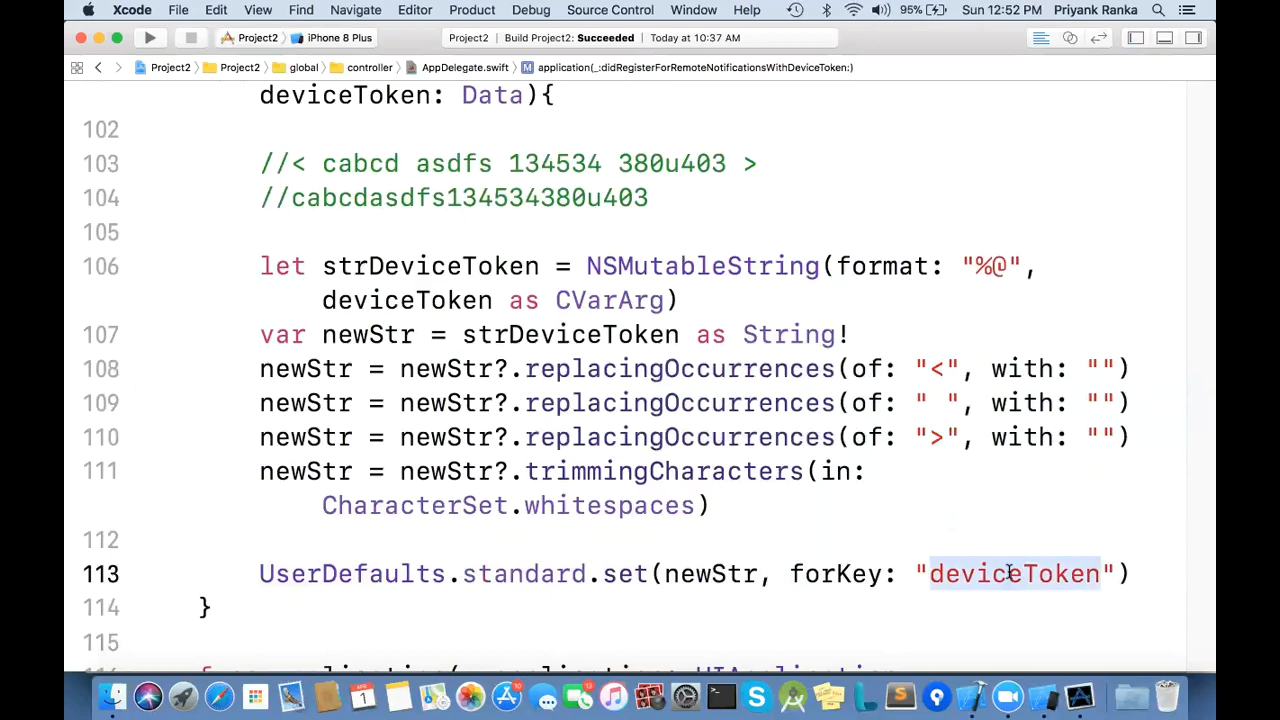 Xcode File Edit View Find Navigate Editor Product Debug Source Control Window Help 95% Sun 12:52 PM Priyank Ranka
Project2 iPhone 8 Plus Project2 Build Project2: Succeeded Today at 10:37 AM
Project2 Project2 global controller AppDelegate.swift M application(_:didRegisterForRemoteNotificationsWithDeviceToken:)
deviceToken: Data){
102
103 //< cabcd asdfs 134534 380u403 >
104 //cabcdasdfs134534380u403
105
106 let strDeviceToken = NSMutableString(format: "%@",
deviceToken as CVarArg)
107 var newStr = strDeviceToken as String!
108 newStr = newStr?.replacingOccurrences(of: "<", with: "")
109 newStr = newStr?.replacingOccurrences(of: " ", with: "")
110 newStr = newStr?.replacingOccurrences(of: ">", with: "")
111 newStr = newStr?.trimmingCharacters(in:
CharacterSet.whitespaces)
112
113 UserDefaults.standard.set(newStr, forKey: "deviceToken")
114 }
115